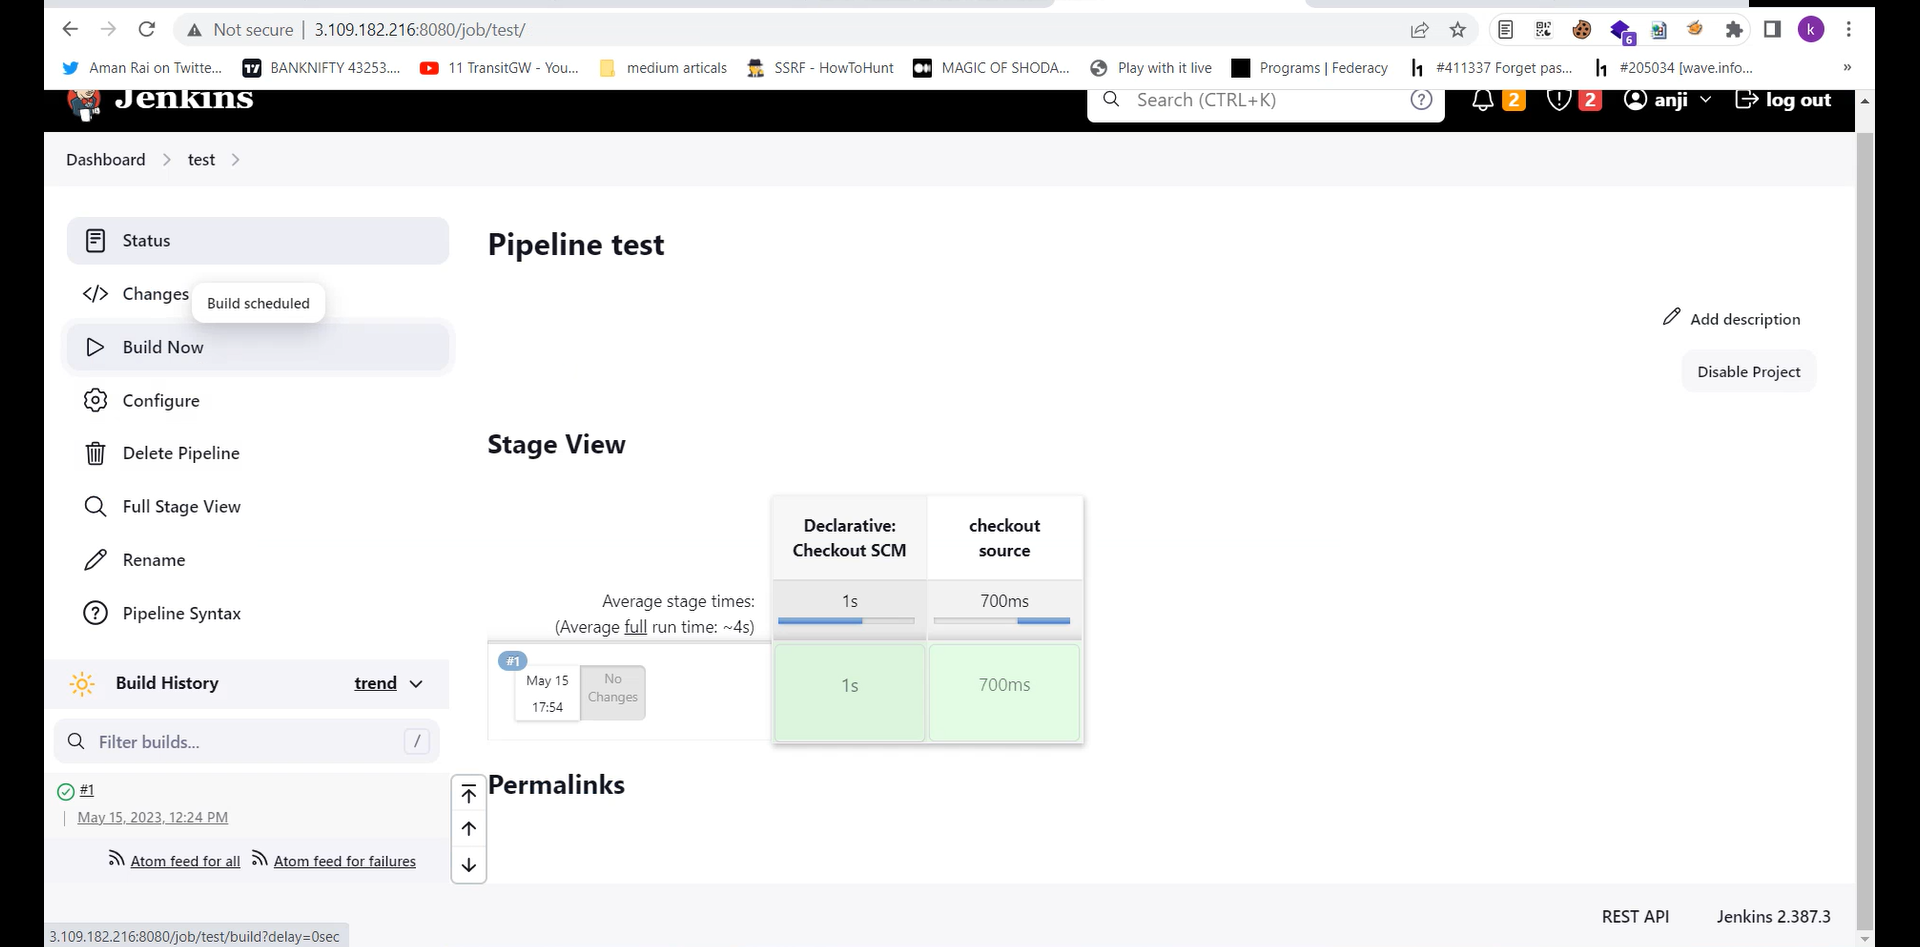 Not secure | 3.109.182.216:8080/job/test/
6
k
Aman Rai on Twitte...
BANKNIFTY 43253....
11 TransitGW - You...
medium articals
SSRF - HowToHunt
MAGIC OF SHODA...
Play with it live
Programs | Federacy
#411337 Forget pas...
#205034 [wave.info...
»
Jenkins
Search (CTRL+K)
2
2
anji
log out
Dashboard
test
Status
Changes
Build scheduled
Build Now
Configure
Delete Pipeline
Full Stage View
Rename
Pipeline Syntax
Build History
trend
Filter builds...
/
#1
May 15, 2023, 12:24 PM
Atom feed for all
Atom feed for failures
Pipeline test
Add description
Disable Project
Stage View
Declarative:
Checkout SCM
checkout
source
Average stage times:
(Average full run time: ~4s)
1s
700ms
#1
May 15
17:54
No
Changes
1s
700ms
Permalinks
REST API
Jenkins 2.387.3
3.109.182.216:8080/job/test/build?delay=0sec